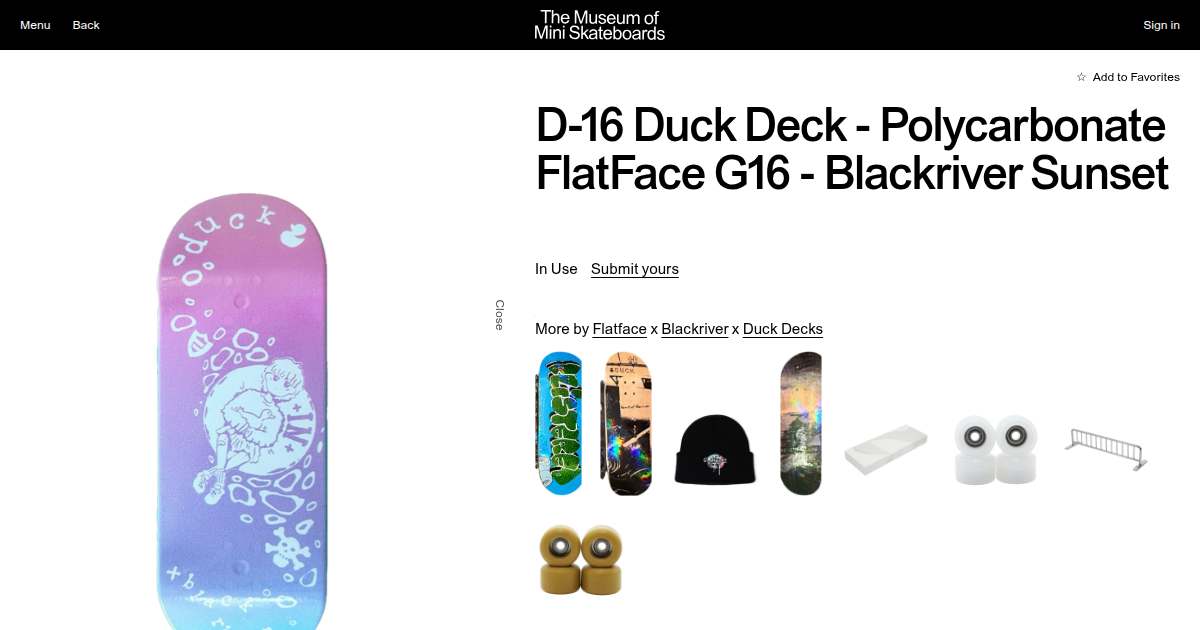 Menu
Back
The Museum of
Mini Skateboards
Sign in
☆ Add to Favorites
D-16 Duck Deck - Polycarbonate
FlatFace G16 - Blackriver Sunset
In Use
Submit yours
Close
More by Flatface x Blackriver x Duck Decks
duck
IN